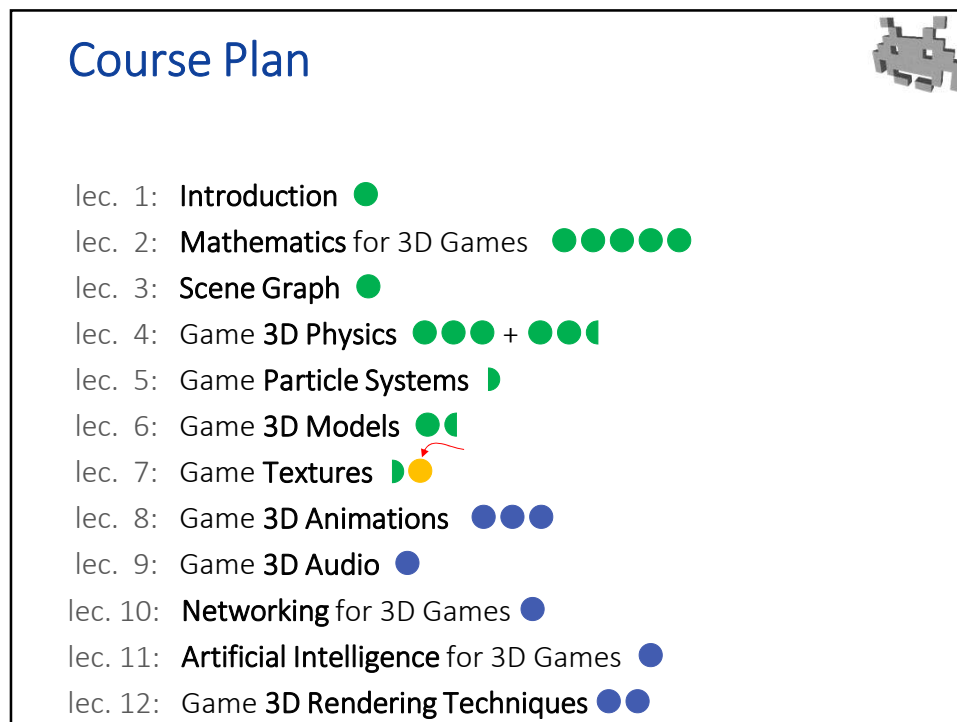 Course Plan
lec. 1: Introduction
lec. 2: Mathematics for 3D Games
lec. 3: Scene Graph
lec. 4: Game 3D Physics +
lec. 5: Game Particle Systems
lec. 6: Game 3D Models
lec. 7: Game Textures
lec. 8: Game 3D Animations
lec. 9: Game 3D Audio
lec. 10: Networking for 3D Games
lec. 11: Artificial Intelligence for 3D Games
lec. 12: Game 3D Rendering Techniques